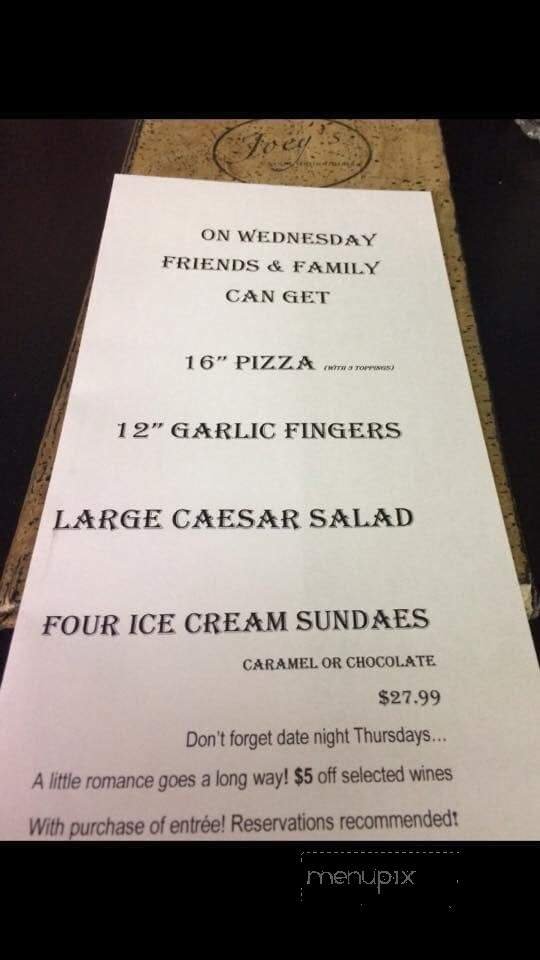 Joey's
ON WEDNESDAY
FRIENDS & FAMILY
CAN GET
16" PIZZA (WITH 3 TOPPINGS)
12" GARLIC FINGERS
LARGE CAESAR SALAD
FOUR ICE CREAM SUNDAES
CARAMEL OR CHOCOLATE
$27.99
Don't forget date night Thursdays...
A little romance goes a long way! $5 off selected wines
With purchase of entrée! Reservations recommended!
menupix